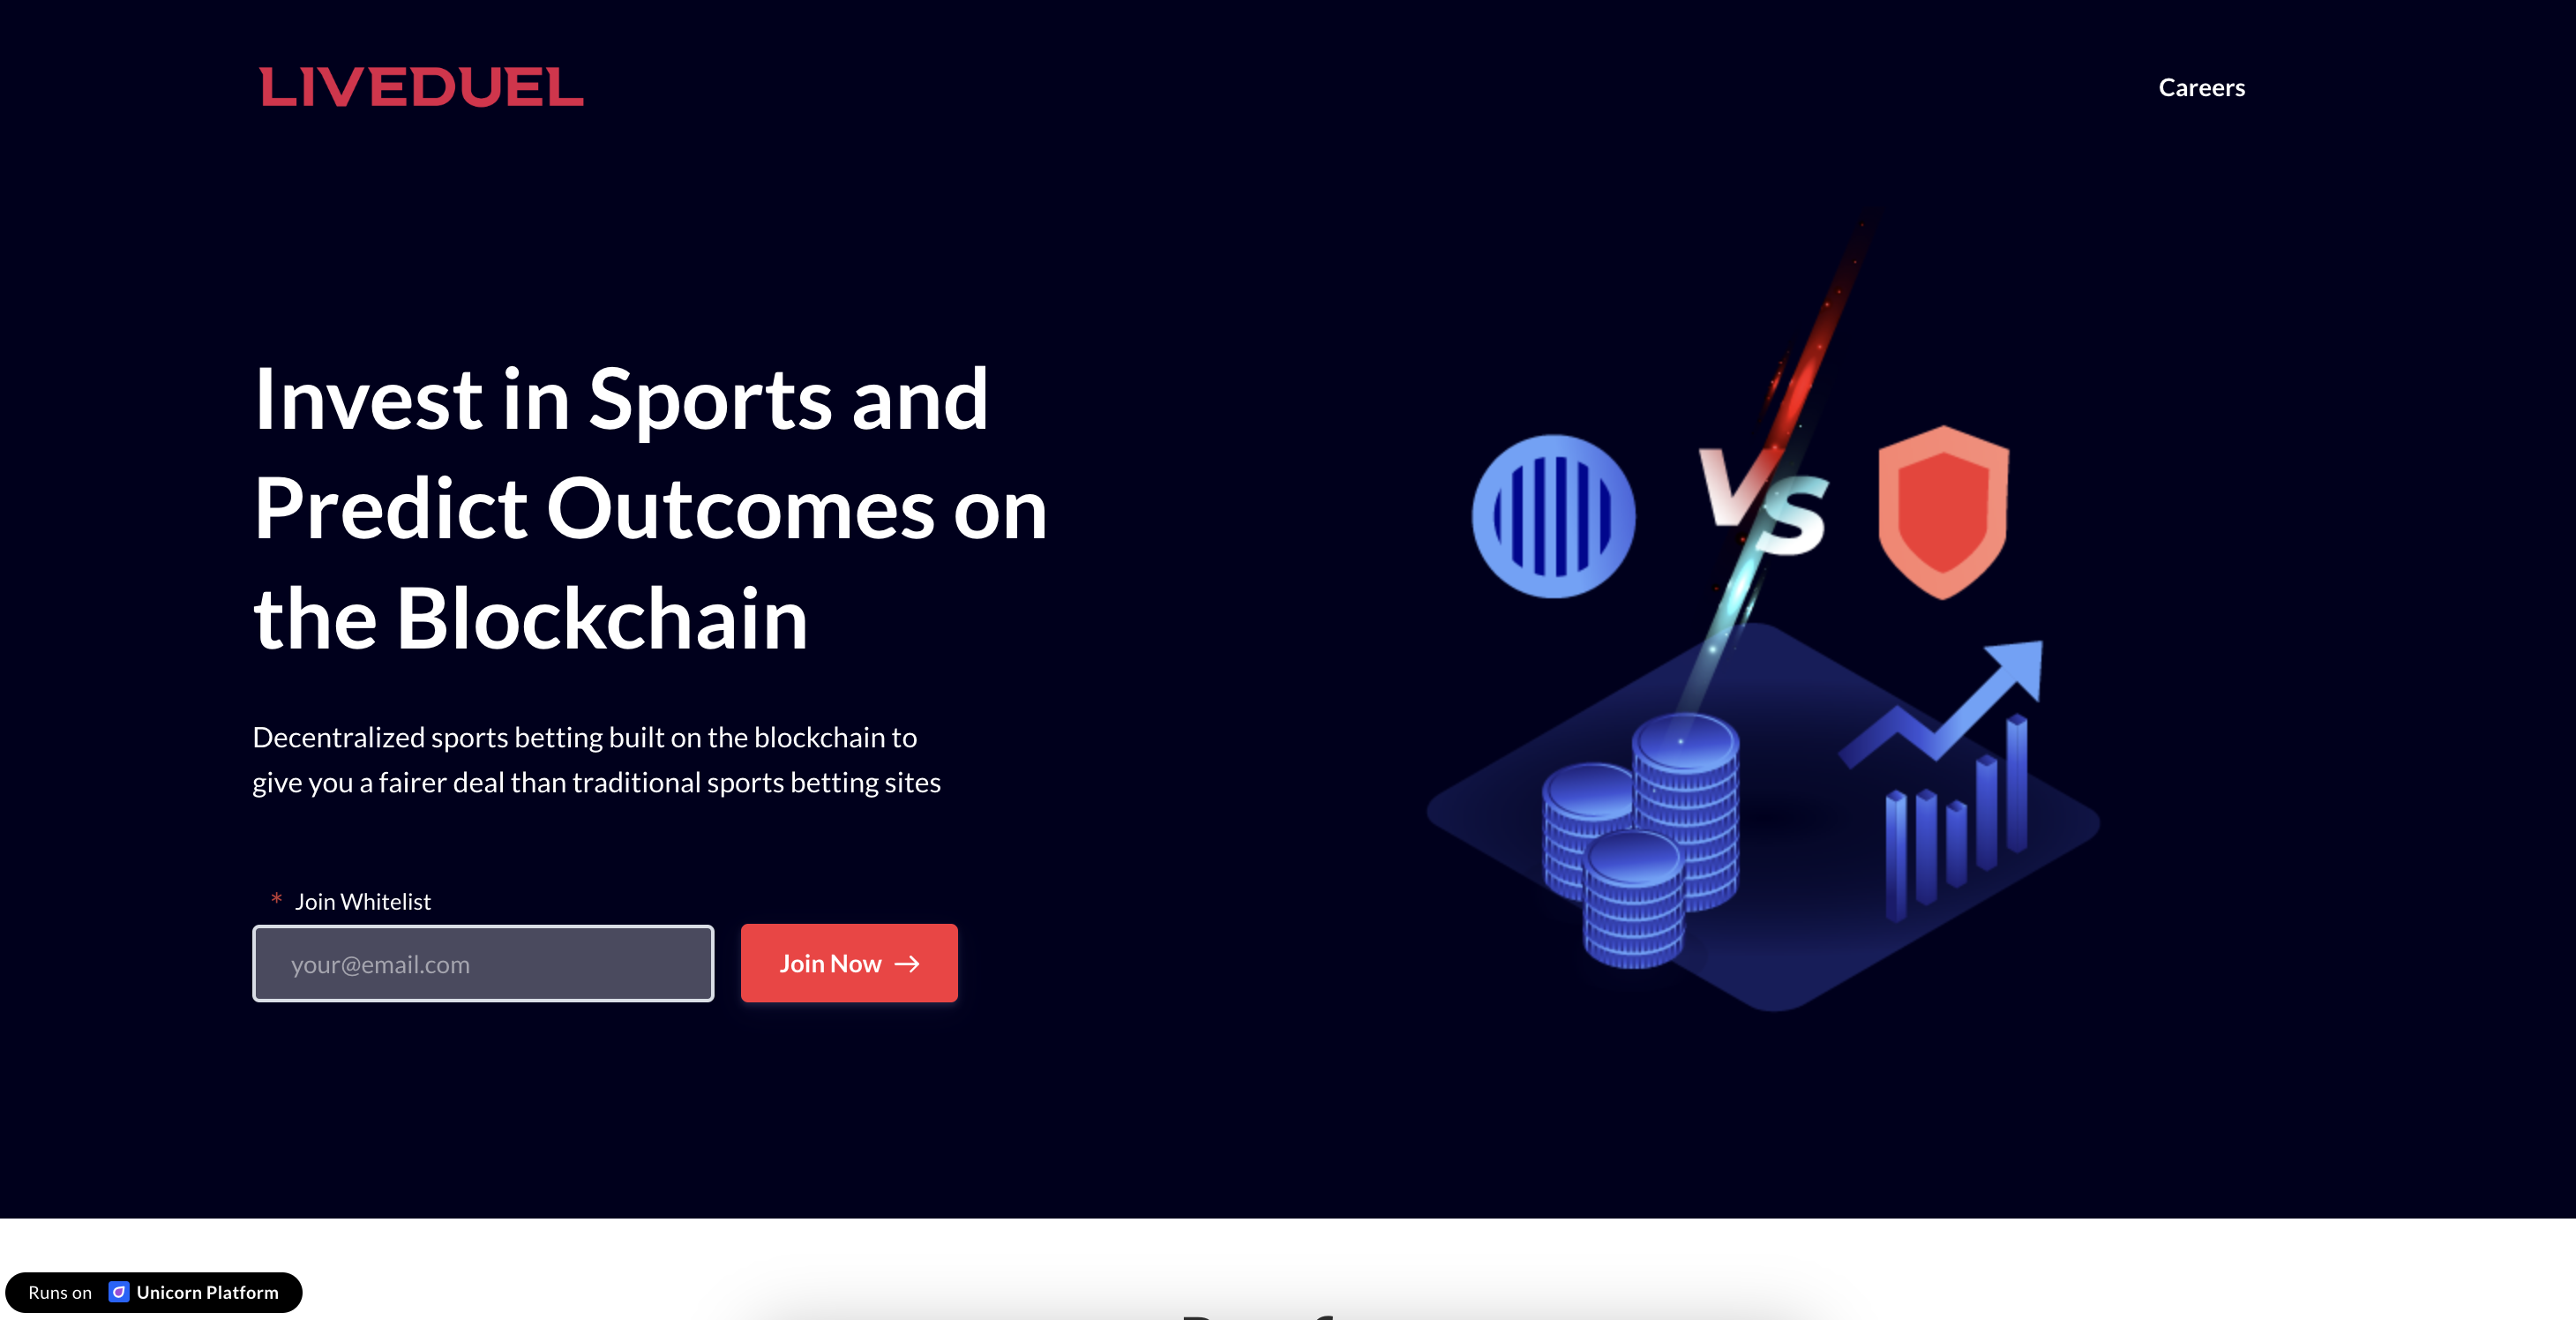 LIVEDUEL
Careers
Invest in Sports and
Predict Outcomes on
the Blockchain
VS
Decentralized sports betting built on the blockchain to
give you a fairer deal than traditional sports betting sites
* Join Whitelist
your@email.com
Join Now →
Runs on Unicorn Platform